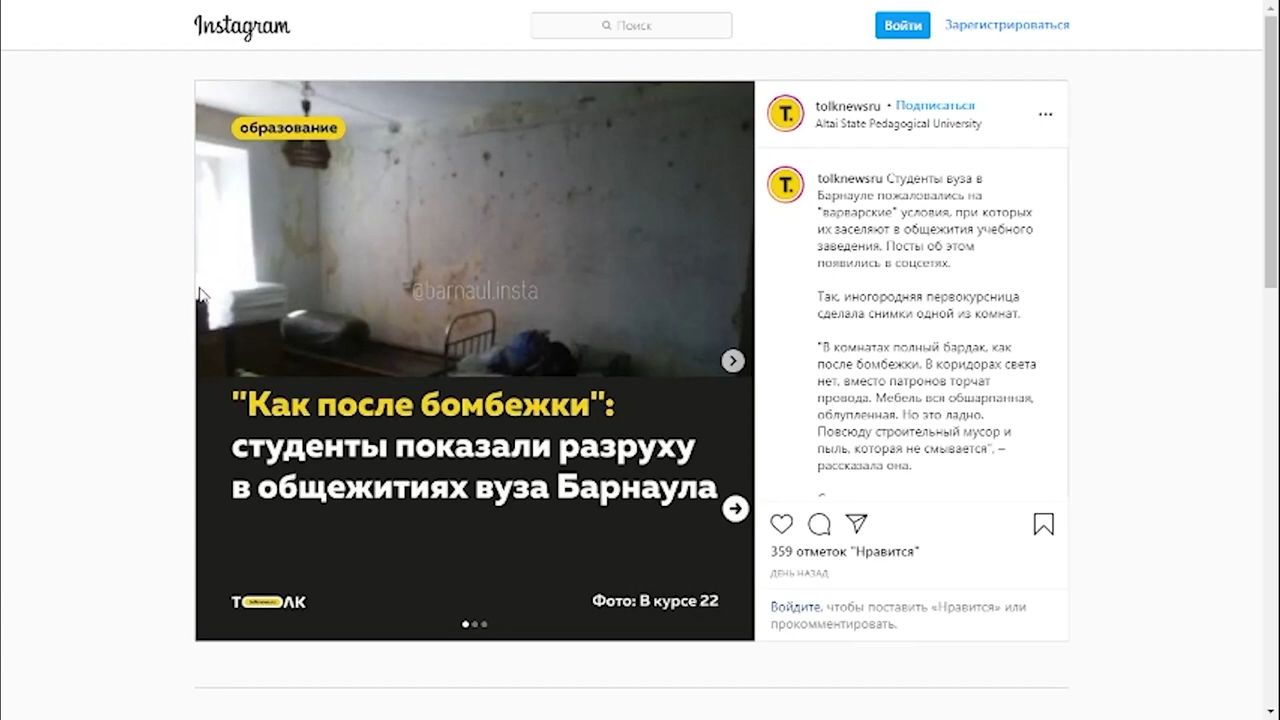 Instagram
Поиск
Войти
Зарегистрироваться
образование
@barnaul.insta
"Как после бомбежки":
студенты показали разруху
в общежитиях вуза Барнаула
Фото: В курсе 22
tolknewsru • Подписаться
Altai State Pedagogical University
tolknewsru Студенты вуза в
Барнауле пожаловались на
"варварские" условия, при которых
их заселяют в общежития учебного
заведения. Посты об этом
появились в соцсетях.
Так, иногородняя первокурсница
сделала снимки одной из комнат.
"В комнатах полный бардак, как
после бомбежки. В коридорах света
нет, вместо патронов торчат
провода. Мебель вся обшарпанная,
облупленная. Но это ладно.
Повсюду строительный мусор и
пыль, которая не смывается", –
рассказала она.
359 отметок "Нравится"
ДЕНЬ НАЗАД
Войдите, чтобы поставить «Нравится» или
прокомментировать.